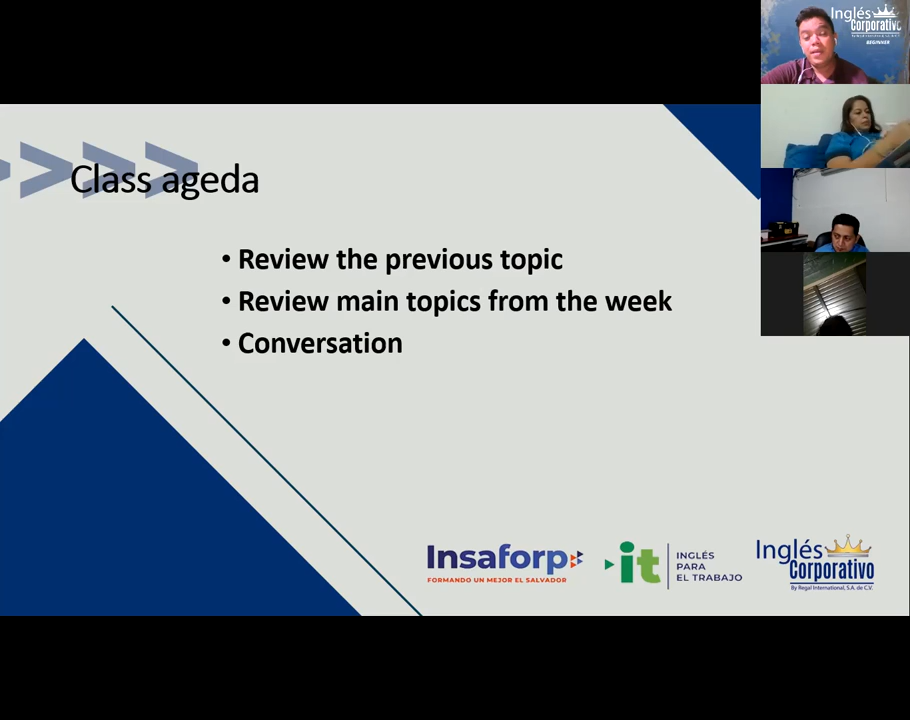 Class ageda
• Review the previous topic
• Review main topics from the week
• Conversation
Insaforp
FORMANDO UN MEJOR EL SALVADOR
it
INGLÉS
PARA
EL TRABAJO
Inglés
Corporativo
By Regal International, S.A. de C.V.
Inglés
Corporativo
BEGINNER